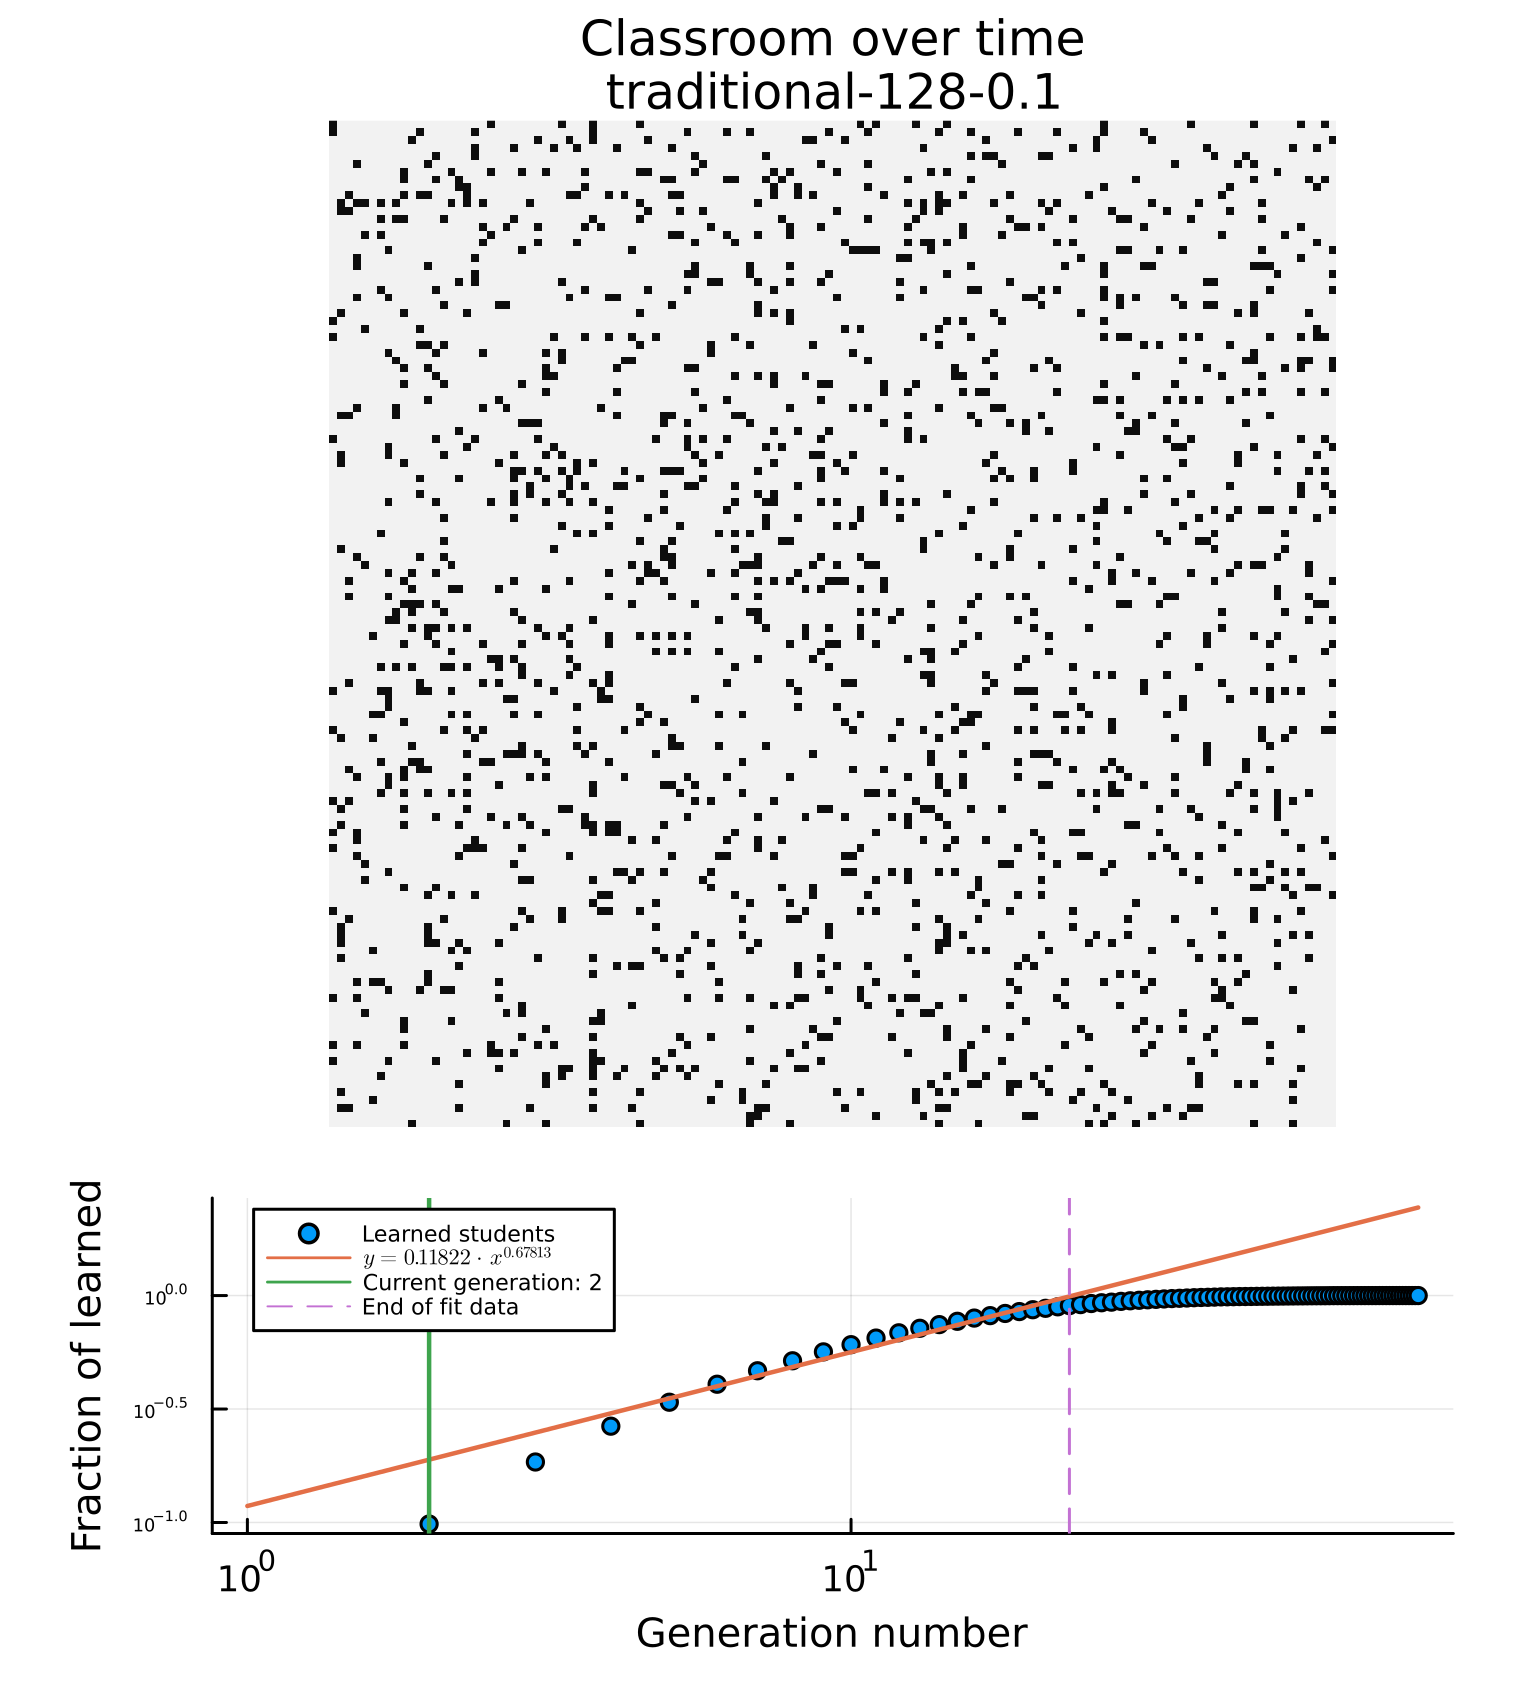 Classroom over time
traditional-128-0.1
Fraction of learned
Learned students
y = 0.11822 · x^0.67813
Current generation: 2
End of fit data
10^0.0
10^−0.5
10^−1.0
10^0
10^1
Generation number